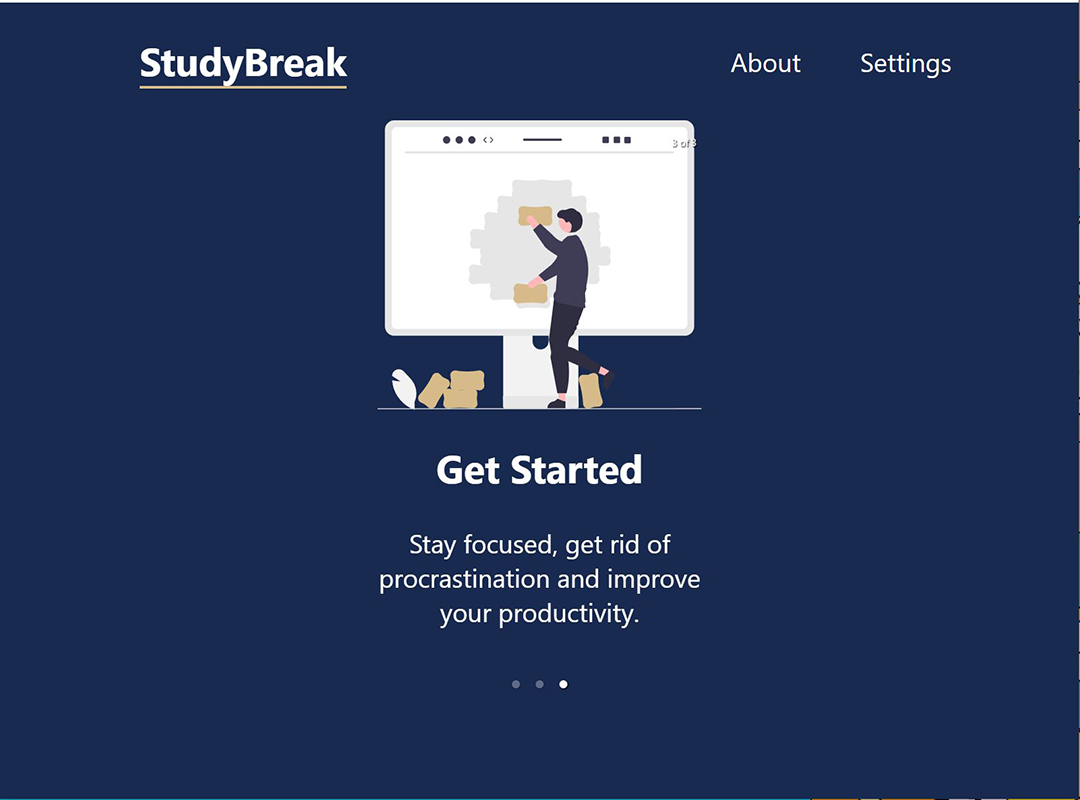 StudyBreak
About
Settings
3 of 3
Get Started
Stay focused, get rid of
procrastination and improve
your productivity.